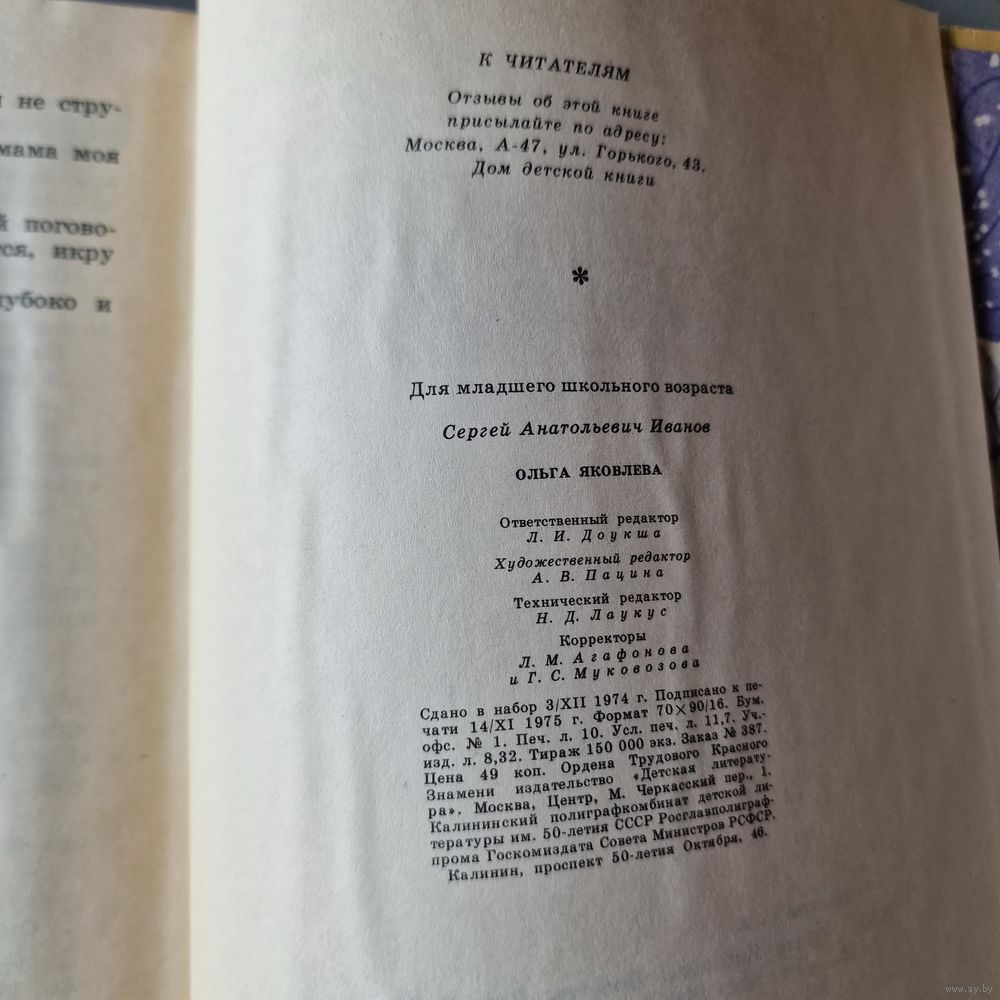 не стру-
мама моя
погово-
икру
и
К ЧИТАТЕЛЯМ
Отзывы об этой книге
присылайте по адресу:
Москва, А-47, ул. Горького, 43.
Дом детской книги
*
Для младшего школьного возраста
Сергей Анатольевич Иванов
ОЛЬГА ЯКОВЛЕВА
Ответственный редактор
Л. И. Доукша
Художественный редактор
А. В. Пацина
Технический редактор
Н. Д. Лаукус
Корректоры
Л. М. Агафонова
и Г. С. Муковозова
Сдано в набор 3/XII 1974 г. Подписано к пе-
чати 14/XI 1975 г. Формат 70×90/16. Бум.
офс. № 1. Печ. л. 10. Усл. печ. л. 11,7. Уч.-
изд. л. 8,32. Тираж 150 000 экз. Заказ № 387.
Цена 49 коп. Ордена Трудового Красного
Знамени издательство «Детская литерату-
ра». Москва, Центр, М. Черкасский пер., 1.
Калининский полиграфкомбинат детской ли-
тературы им. 50-летия СССР Росглавполиграф-
прома Госкомиздата Совета Министров РСФСР.
Калинин, проспект 50-летия Октября, 46.
www.ay.by